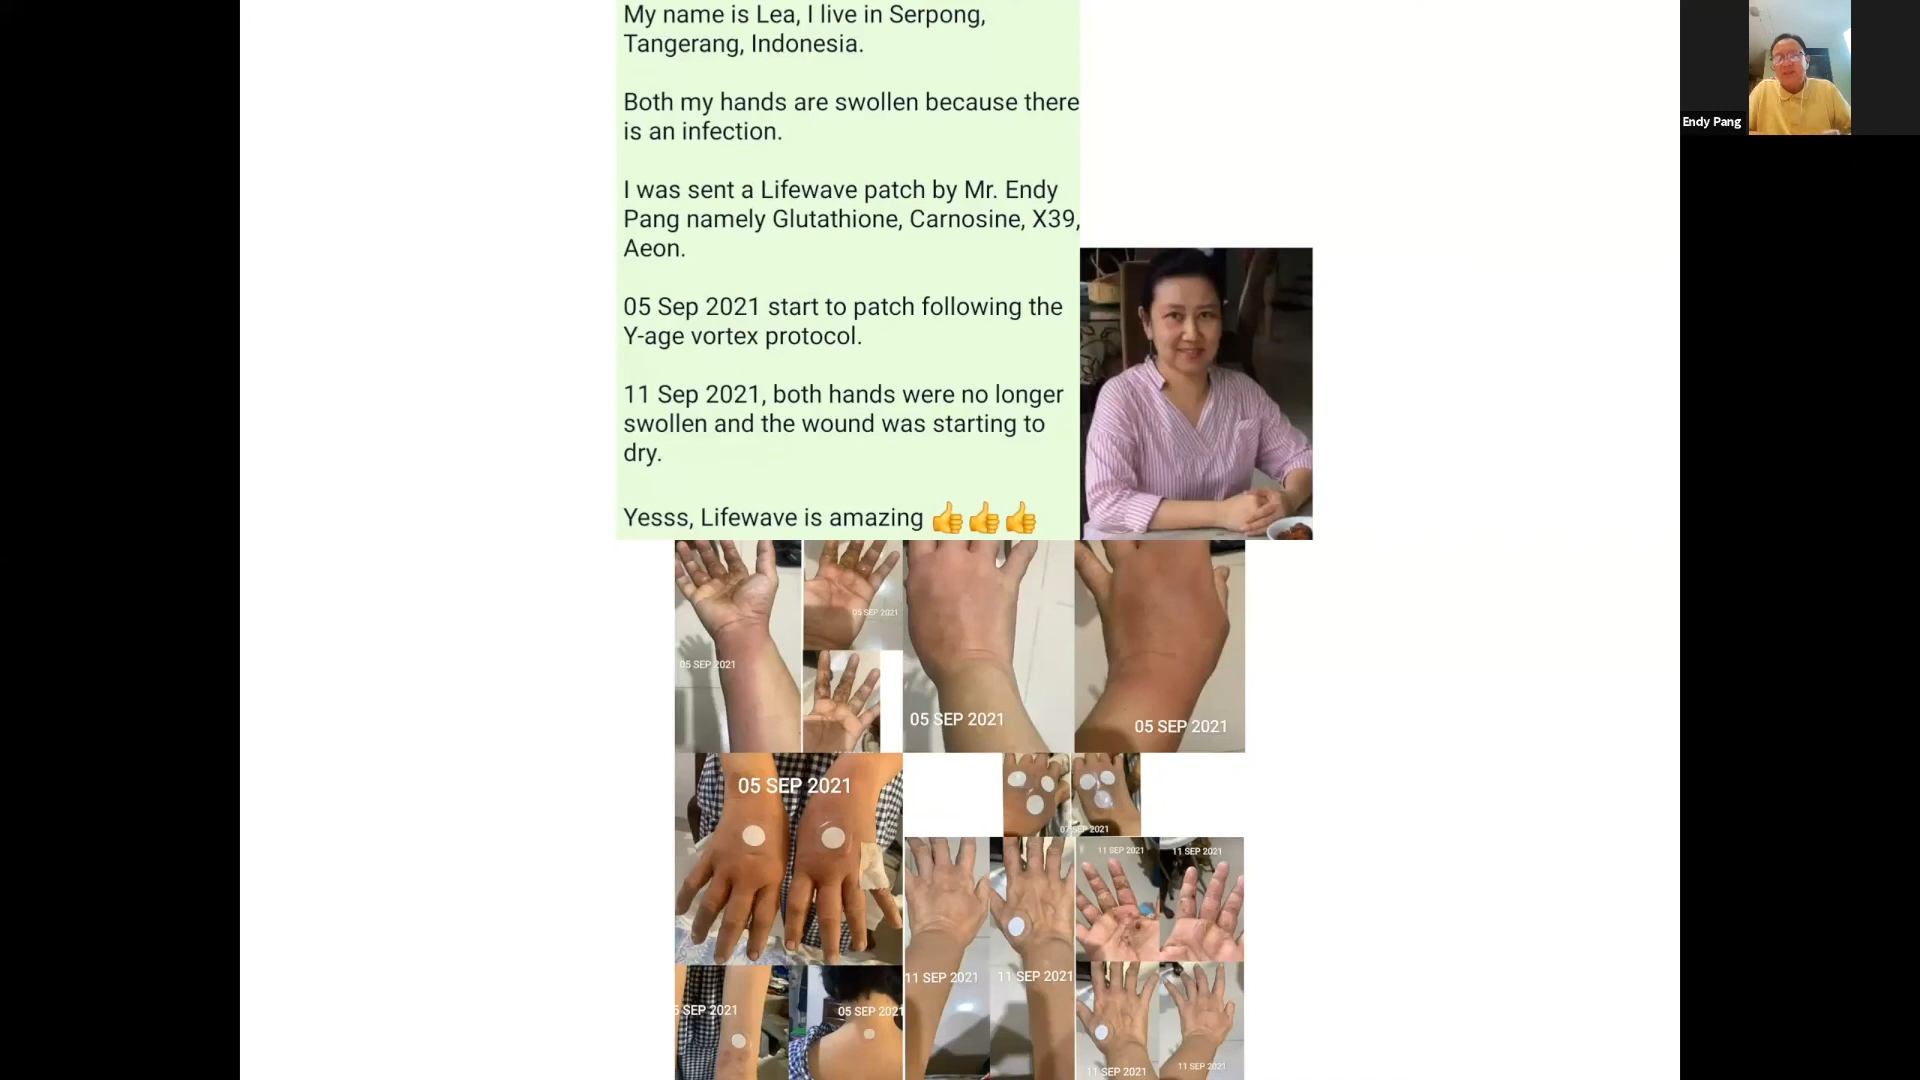 My name is Lea, I live in Serpong,
Tangerang, Indonesia.
Both my hands are swollen because there
is an infection.
I was sent a Lifewave patch by Mr. Endy
Pang namely Glutathione, Carnosine, X39,
Aeon.
05 Sep 2021 start to patch following the
Y-age vortex protocol.
11 Sep 2021, both hands were no longer
swollen and the wound was starting to
dry.
Yesss, Lifewave is amazing 👍👍👍
Endy Pang
05 SEP 2021
05 SEP 2021
05 SEP 2021
05 SEP 2021
05 SEP 2021
07 SEP 2021
11 SEP 2021
11 SEP 2021
11 SEP 2021
11 SEP 2021
5 SEP 2021
05 SEP 2021
11 SEP 2021
11 SEP 2021